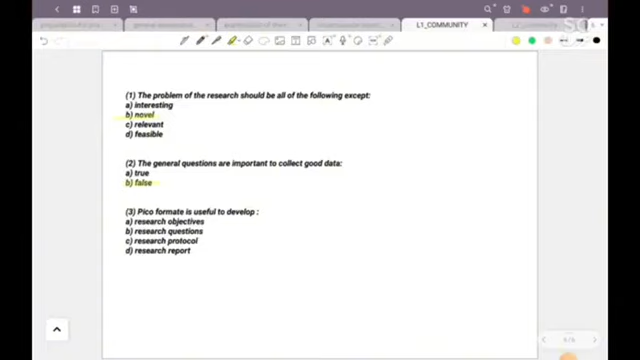 L1_COMMUNITY
L2_community
(1) The problem of the research should be all of the following except:
a) interesting
b) novel
c) relevant
d) feasible
(2) The general questions are important to collect good data:
a) true
b) false
(3) Pico formate is useful to develop :
a) research objectives
b) research questions
c) research protocol
d) research report